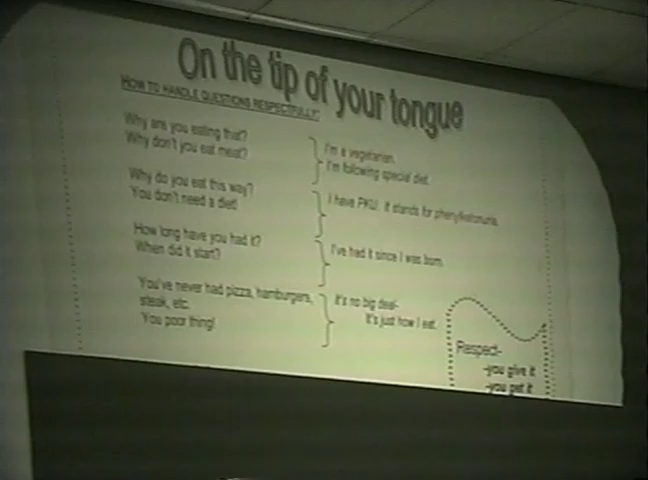 On the tip of your tongue
HOW TO HANDLE QUESTIONS RESPECTFULLY:
Why are you eating that?
Why don't you eat meat?
I'm a vegetarian.
I'm following special diet.
Why do you eat this way?
You don't need a diet!
I have PKU. It stands for phenylketonuria.
How long have you had it?
When did it start?
I've had it since I was born.
You've never had pizza, hamburgers,
steak, etc.
You poor thing!
It's no big deal-
It's just how I eat.
Respect-
-you give it
-you get it